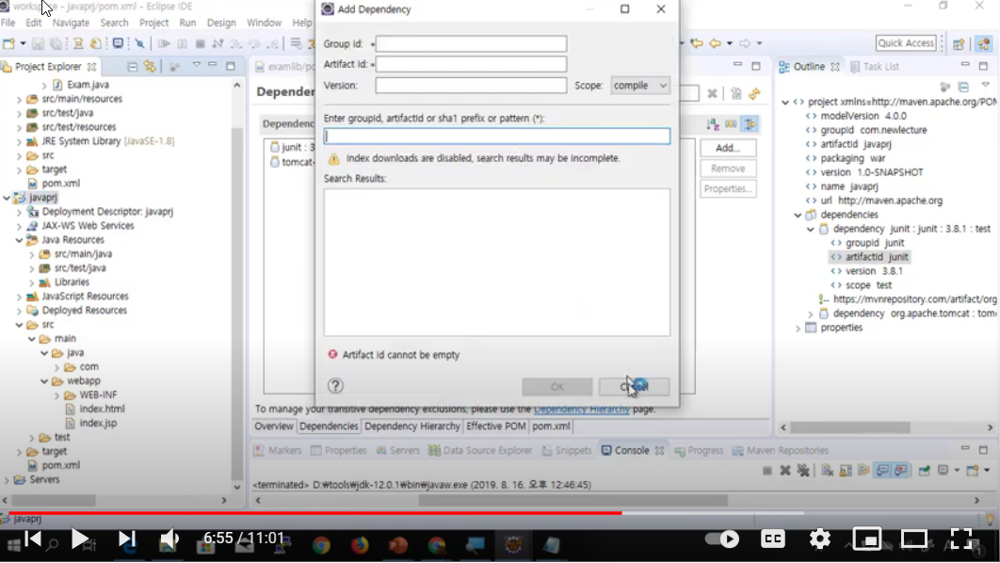 workspace - javaprj/pom.xml - Eclipse IDE
File Edit Navigate Search Project Run Design Window Help
Quick Access
Project Explorer
Exam.java
src/main/resources
src/test/java
src/test/resources
JRE System Library [JavaSE-1.8]
src
target
pom.xml
javaprj
Deployment Descriptor: javaprj
JAX-WS Web Services
Java Resources
src/main/java
src/test/java
Libraries
JavaScript Resources
Deployed Resources
src
main
java
com
webapp
WEB-INF
index.html
index.jsp
test
target
pom.xml
Servers
Add Dependency
Group Id: *
Artifact Id: *
Version:
Scope: compile
Enter groupId, artifactId or sha1 prefix or pattern (*):
Index downloads are disabled, search results may be incomplete.
Search Results:
Artifact Id cannot be empty
OK
Add...
Remove
Properties...
To manage your transitive dependency exclusions, please use the Dependency Hierarchy page.
Overview Dependencies Dependency Hierarchy Effective POM pom.xml
Outline Task List
project xmlns=http://maven.apache.org/POM
modelVersion 4.0.0
groupId com.newlecture
artifactId javaprj
packaging war
version 1.0-SNAPSHOT
name javaprj
url http://maven.apache.org
dependencies
dependency junit : junit : 3.8.1 : test
groupId junit
artifactId junit
version 3.8.1
scope test
https://mvnrepository.com/artifact/org
dependency org.apache.tomcat : tom
properties
Markers Properties Servers Data Source Explorer Snippets Console Progress Maven Repositories
<terminated> D:₩tools₩jdk-12.0.1₩bin₩javaw.exe (2019. 8. 16. 오후 12:46:45)
javaprj
6:55 / 11:01
CC